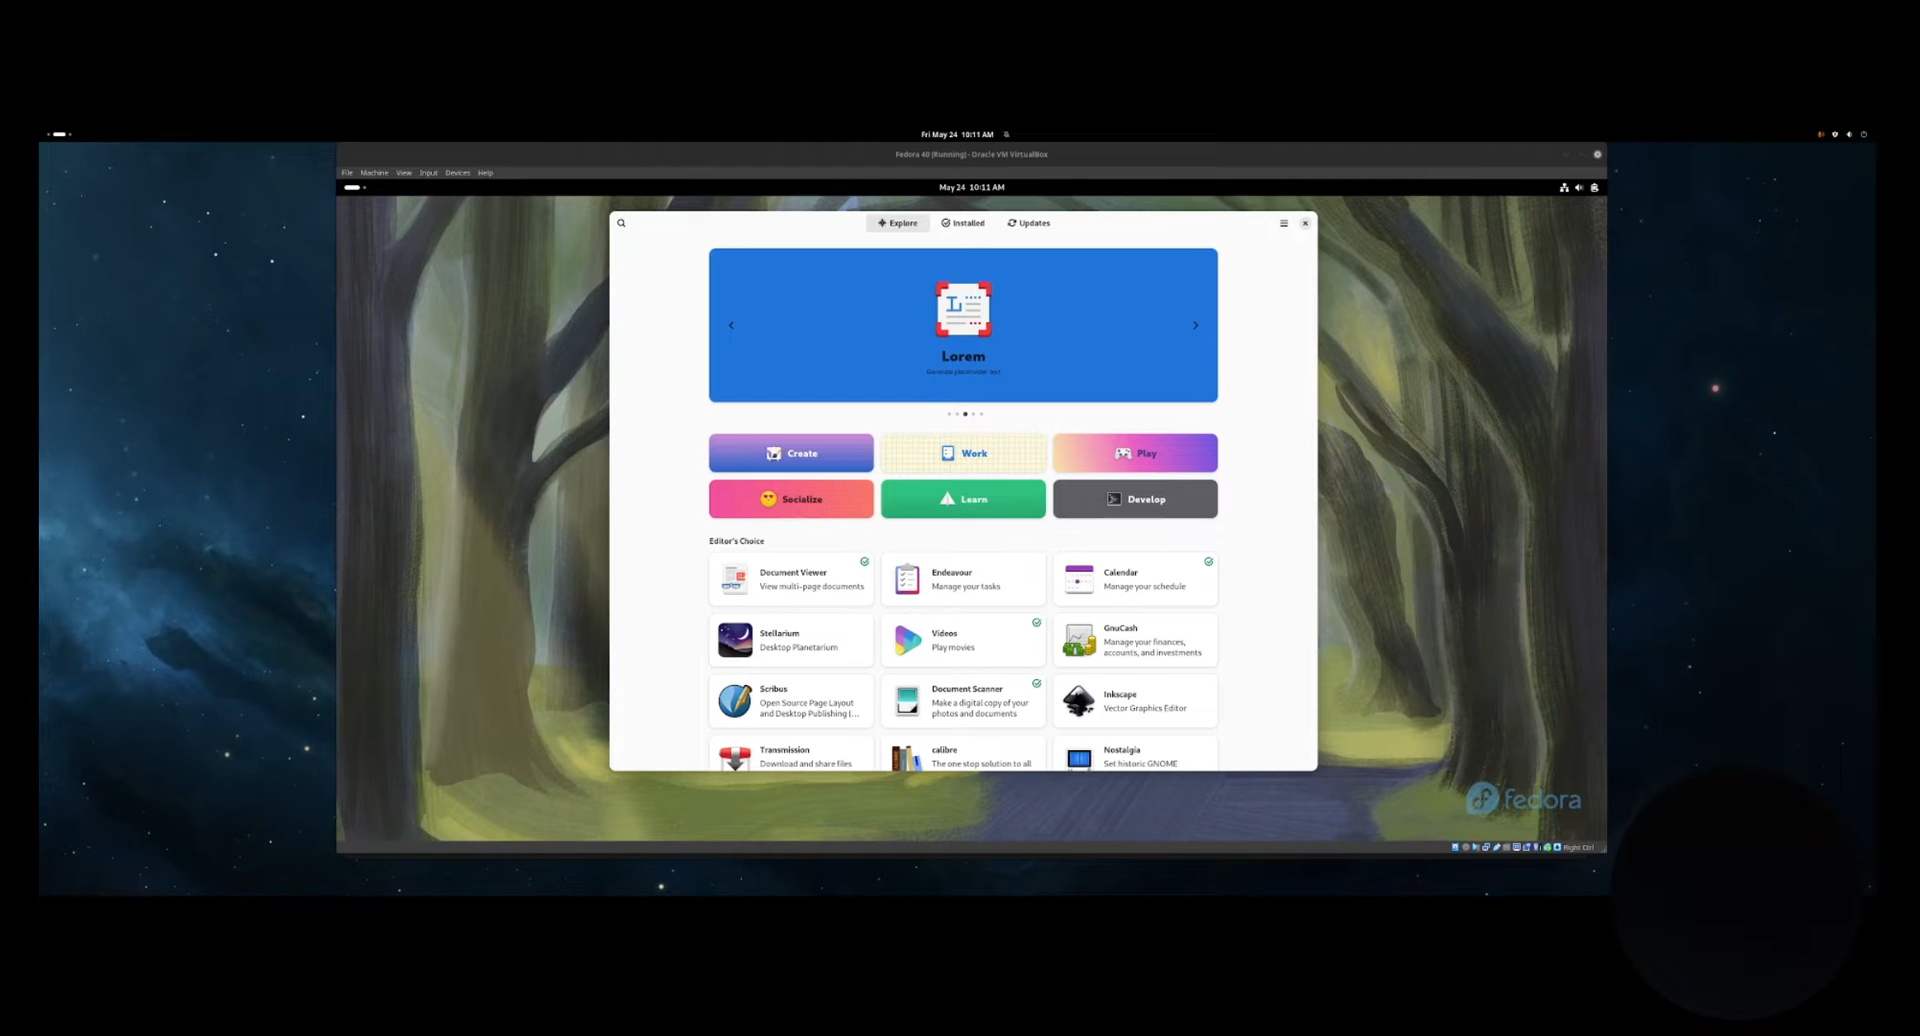 Fri May 24 10:11 AM
Fedora 40 [Running] - Oracle VM VirtualBox
File Machine View Input Devices Help
May 24 10:11 AM
Explore Installed Updates
Lorem
Generate placeholder text
Create Work Play
Socialize Learn Develop
Editor's Choice
Document Viewer
View multi-page documents
Endeavour
Manage your tasks
Calendar
Manage your schedule
Stellarium
Desktop Planetarium
Videos
Play movies
GnuCash
Manage your finances,
accounts, and investments
Scribus
Open Source Page Layout
and Desktop Publishing (...
Document Scanner
Make a digital copy of your
photos and documents
Inkscape
Vector Graphics Editor
Transmission
Download and share files
calibre
The one stop solution to all
Nostalgia
Set historic GNOME
fedora
Right Ctrl